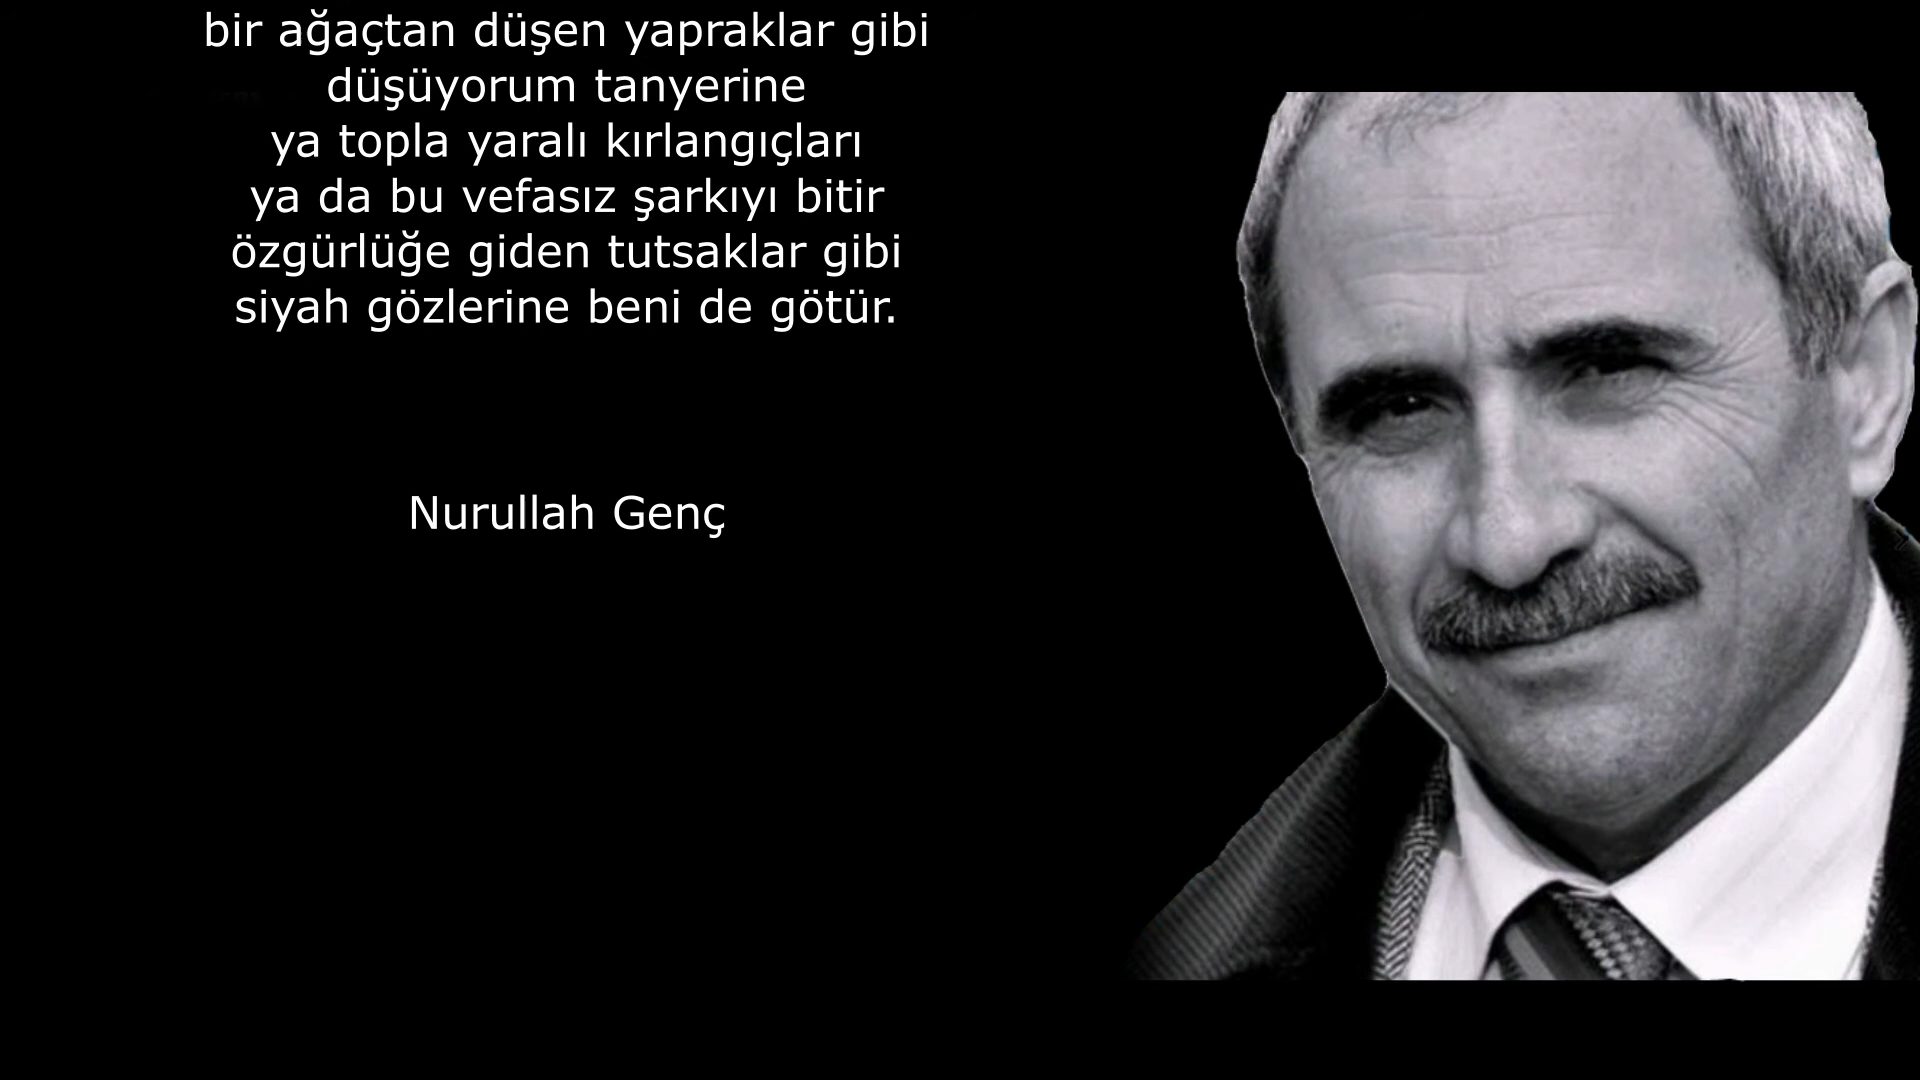 bir ağaçtan düşen yapraklar gibi
düşüyorum tanyerine
ya topla yaralı kırlangıçları
ya da bu vefasız şarkıyı bitir
özgürlüğe giden tutsaklar gibi
siyah gözlerine beni de götür.
Nurullah Genç